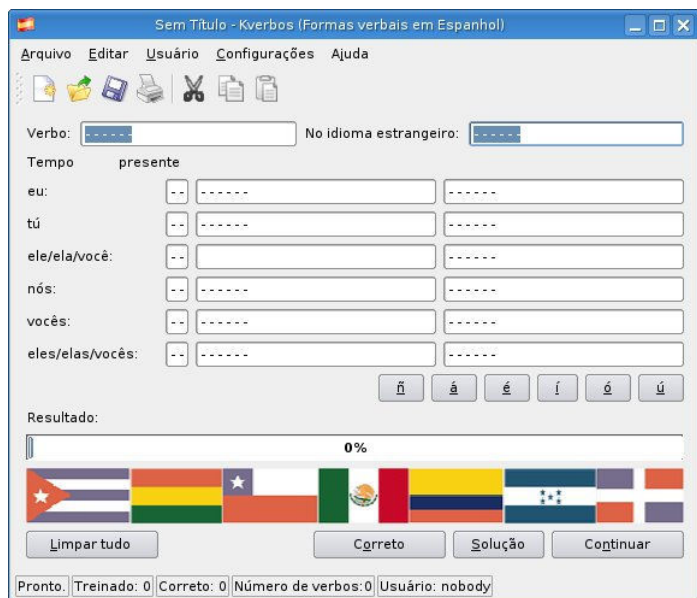 Sem Título - Kverbos (Formas verbais em Espanhol)
Arquivo Editar Usuário Configurações Ajuda
Verbo: ------ No idioma estrangeiro: ------
Tempo presente
eu: -- ------ ------
tú -- ------ ------
ele/ela/você: -- ------
nós: -- ------ ------
vocês: -- ------ ------
eles/elas/vocês: -- ------ ------
ñ á é í ó ú
Resultado:
0%
Limpar tudo Correto Solução Continuar
Pronto. Treinado: 0 Correto: 0 Número de verbos:0 Usuário: nobody